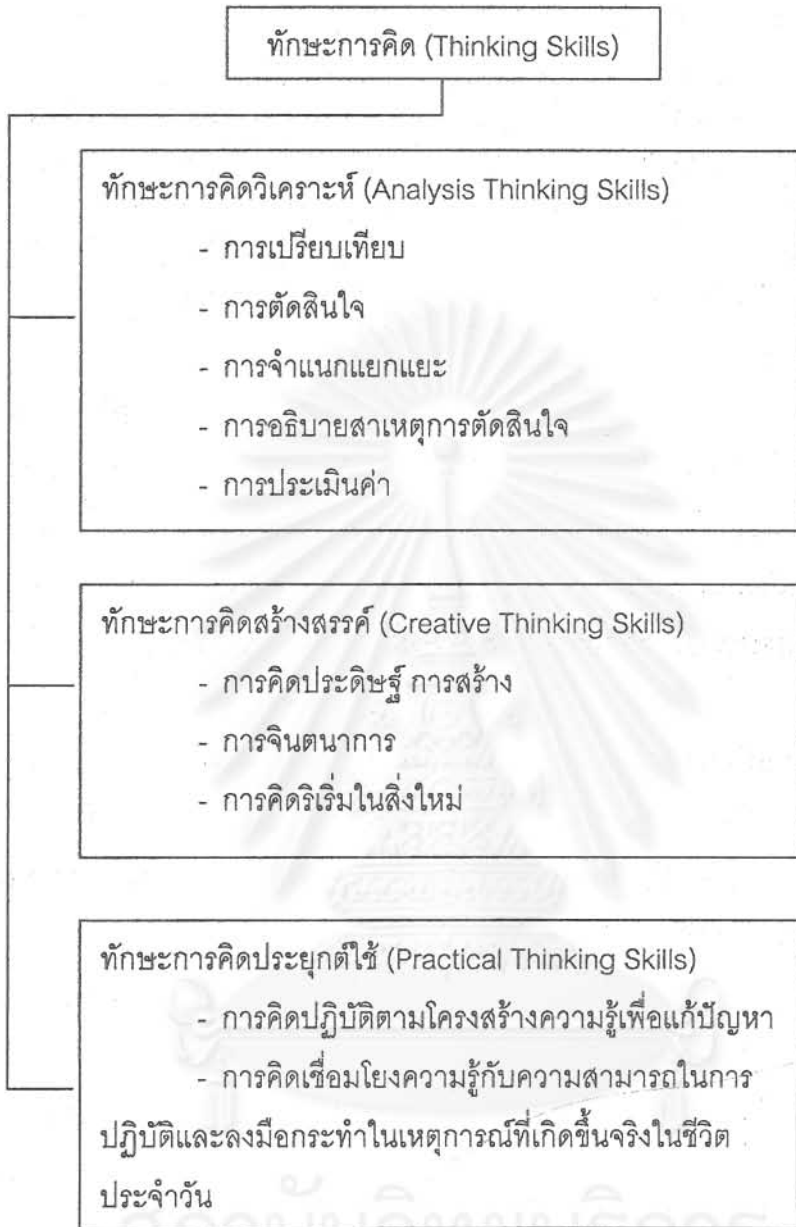 ทักษะการคิด (Thinking Skills)
ทักษะการคิดวิเคราะห์ (Analysis Thinking Skills)
- การเปรียบเทียบ
- การตัดสินใจ
- การจำแนกแยกแยะ
- การอธิบายสาเหตุการตัดสินใจ
- การประเมินค่า
ทักษะการคิดสร้างสรรค์ (Creative Thinking Skills)
- การคิดประดิษฐ์ การสร้าง
- การจินตนาการ
- การคิดริเริ่มในสิ่งใหม่
ทักษะการคิดประยุกต์ใช้ (Practical Thinking Skills)
- การคิดปฏิบัติตามโครงสร้างความรู้เพื่อแก้ปัญหา
- การคิดเชื่อมโยงความรู้กับความสามารถในการ
ปฏิบัติและลงมือกระทำในเหตุการณ์ที่เกิดขึ้นจริงในชีวิต
ประจำวัน